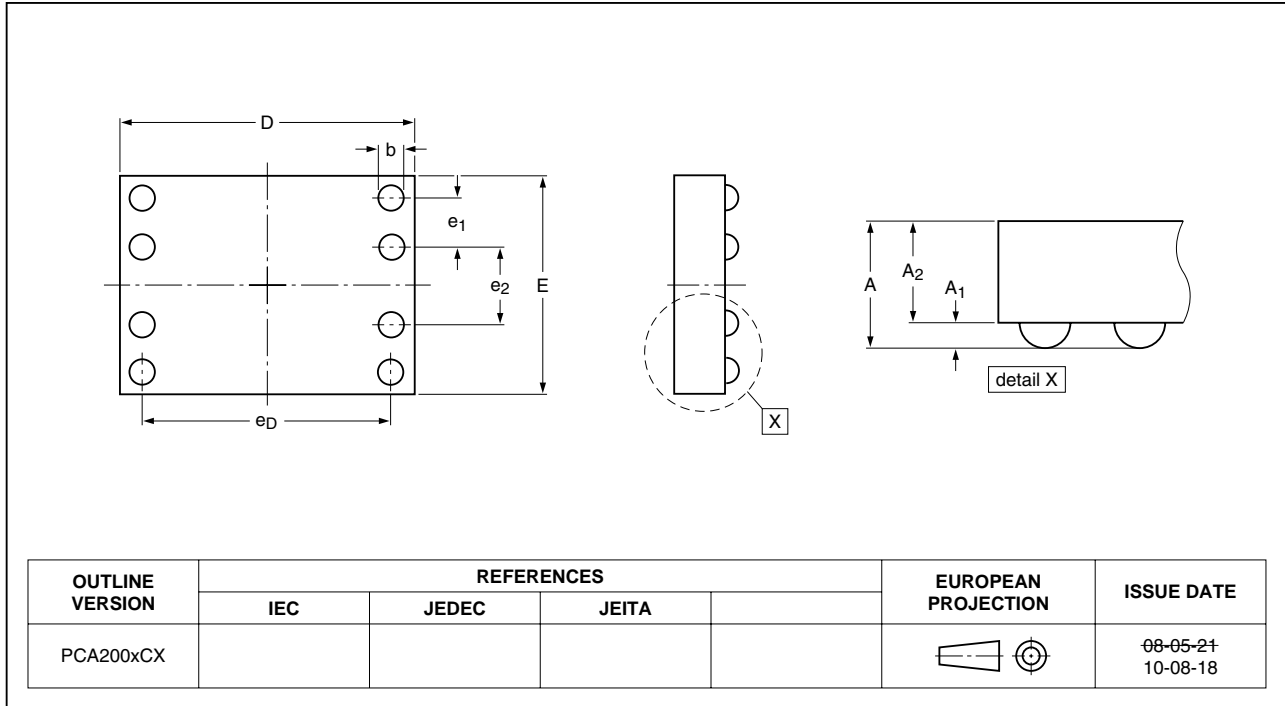 D
b
e1
e2
E
eD
X
A
A2
A1
detail X
OUTLINE VERSION
REFERENCES
IEC
JEDEC
JEITA
EUROPEAN PROJECTION
ISSUE DATE
PCA200xCX
08-05-21
10-08-18